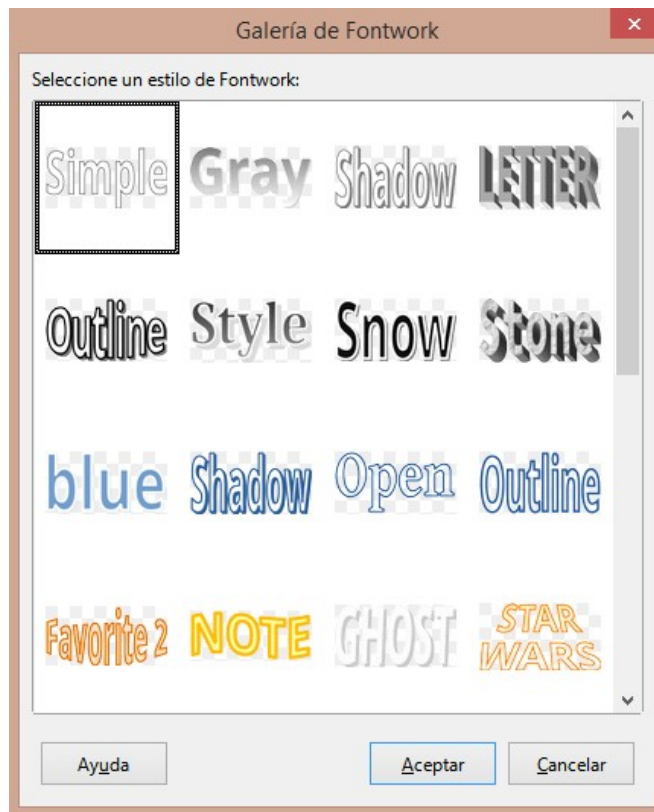 Galería de Fontwork
Seleccione un estilo de Fontwork:
Simple Gray Shadow LETTER
Outline Style Snow Stone
blue Shadow Open Outline
Favorite 2 NOTE GHOST STAR WARS
Ayuda Aceptar Cancelar